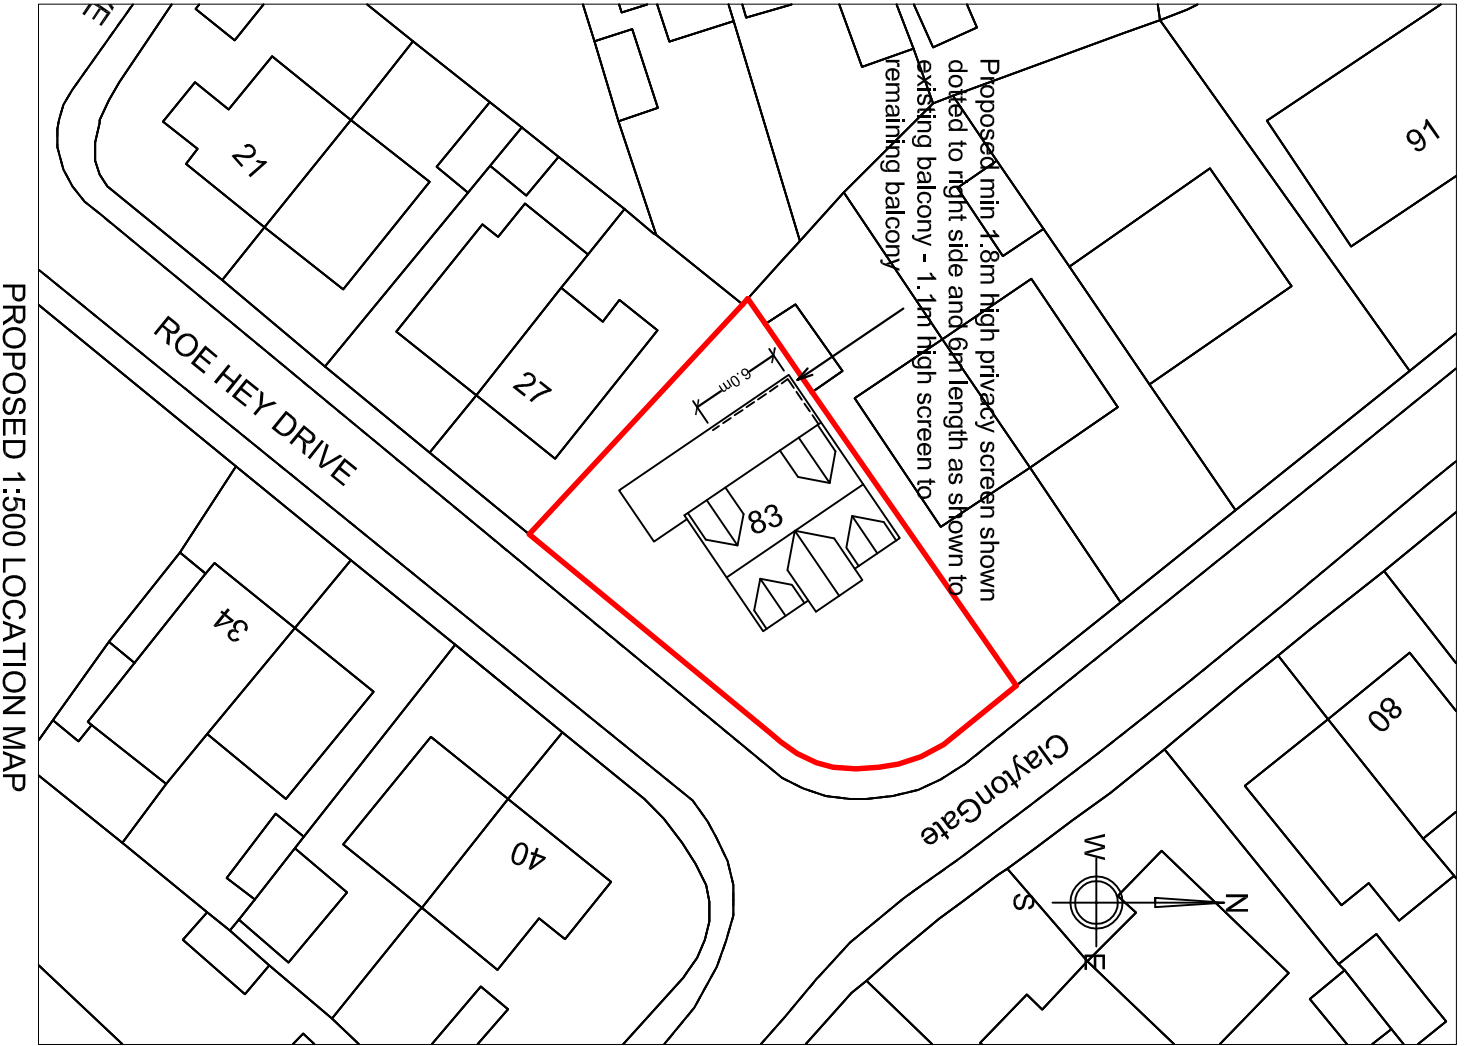 Proposed min 1.8m high privacy screen shown
dotted to right side and 6m length as shown to
existing balcony - 1.1m high screen to
remaining balcony
91
21
27
6.0m
83
ROE HEY DRIVE
34
40
80
ClaytonGate
W
N
S
E
E
PROPOSED 1:500 LOCATION MAP